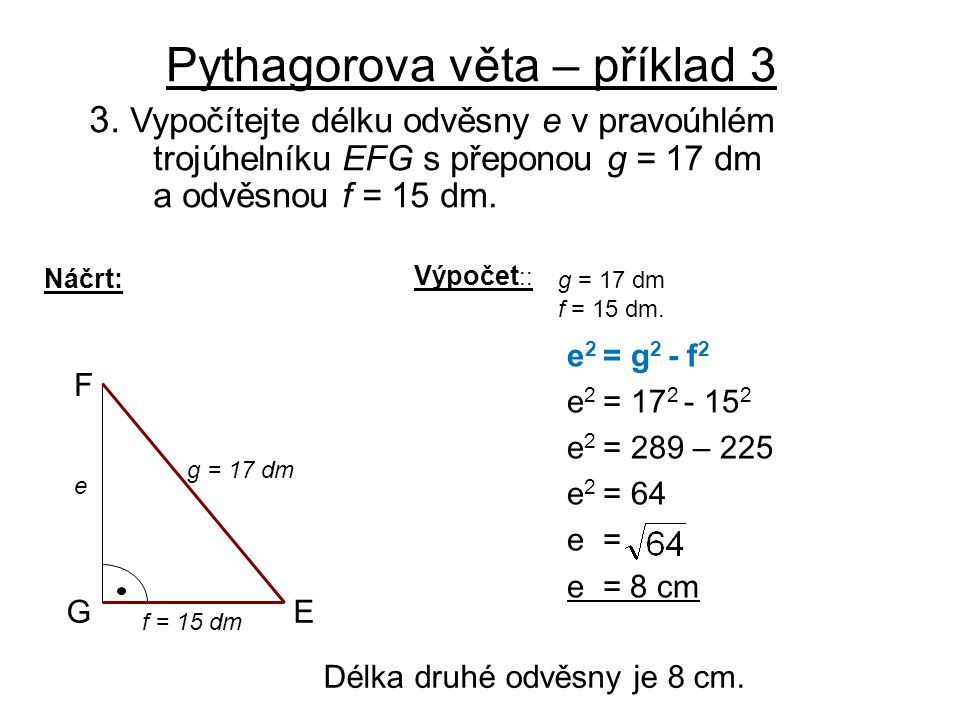 Pythagorova věta – příklad 3
3. Vypočítejte délku odvěsny e v pravoúhlém
trojúhelníku EFG s přeponou g = 17 dm
a odvěsnou f = 15 dm.
Náčrt:
Výpočet::
g = 17 dm
f = 15 dm.
e² = g² - f²
e² = 17² - 15²
e² = 289 – 225
e² = 64
e = √64
e = 8 cm
F
g = 17 dm
e
G
E
f = 15 dm
Délka druhé odvěsny je 8 cm.